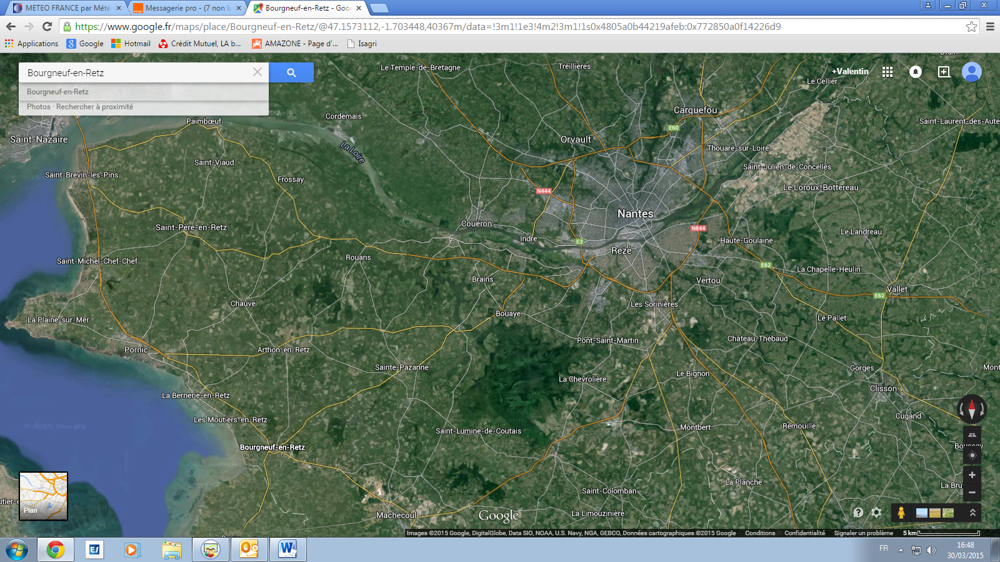 METEO FRANCE par Mété
Messagerie pro - (7 non lu
Bourgneuf-en-Retz - Goo
https://www.google.fr/maps/place/Bourgneuf-en-Retz/@47.1573112,-1.703448,40367m/data=!3m1!1e3!4m2!3m1!1s0x4805a0b44219afeb:0x772850a0f14226d9
Applications Google Hotmail Crédit Mutuel, LA b... AMAZONE - Page d'... Isagri
Bourgneuf-en-Retz
Bourgneuf-en-Retz
Photos · Rechercher à proximité
+Valentin
Le Temple-de-Bretagne
Treillières
Le Cellier
Carquefou
Cordemais
Paimbœuf
Saint-Laurent-des-Aute
E60
Saint-Nazaire
Orvault
La Loire
Thouaré-sur-Loire
Saint-Viaud
Saint-Julien-de-Concelles
Saint-Brevin-les-Pins
Frossay
Le Loroux-Bottereau
N444
Nantes
Couëron
Saint-Père-en-Retz
N844
Le Landreau
Indre
E3
Haute-Goulaine
Rezé
Rouans
Saint-Michel-Chef-Chef
E62
La Chapelle-Heulin
Brains
Vertou
Vallet
E62
Chauve
Les Sorinières
Bouaye
La Plaine-sur-Mer
Le Pallet
Château-Thébaud
Pont-Saint-Martin
Pornic
Arthon-en-Retz
Sainte-Pazanne
Gorges
Mont
Le Bignon
La Chevrolière
Clisson
La Bernerie-en-Retz
Cugand
Les Moutiers-en-Retz
Remouillé
Montbert
© 2015 Google
Saint-Lumine-de-Coutais
Boussay
Bourgneuf-en-Retz
La Planche
La Bru
Saint-Colomban
Plan
Machecoul
Google
La Limouzinière
Images ©2015 Google, DigitalGlobe, Data SIO, NOAA, U.S. Navy, NGA, GEBCO, Données cartographiques ©2015 Google Conditions Confidentialité Signaler un problème 5 km
FR
16:48
30/03/2015